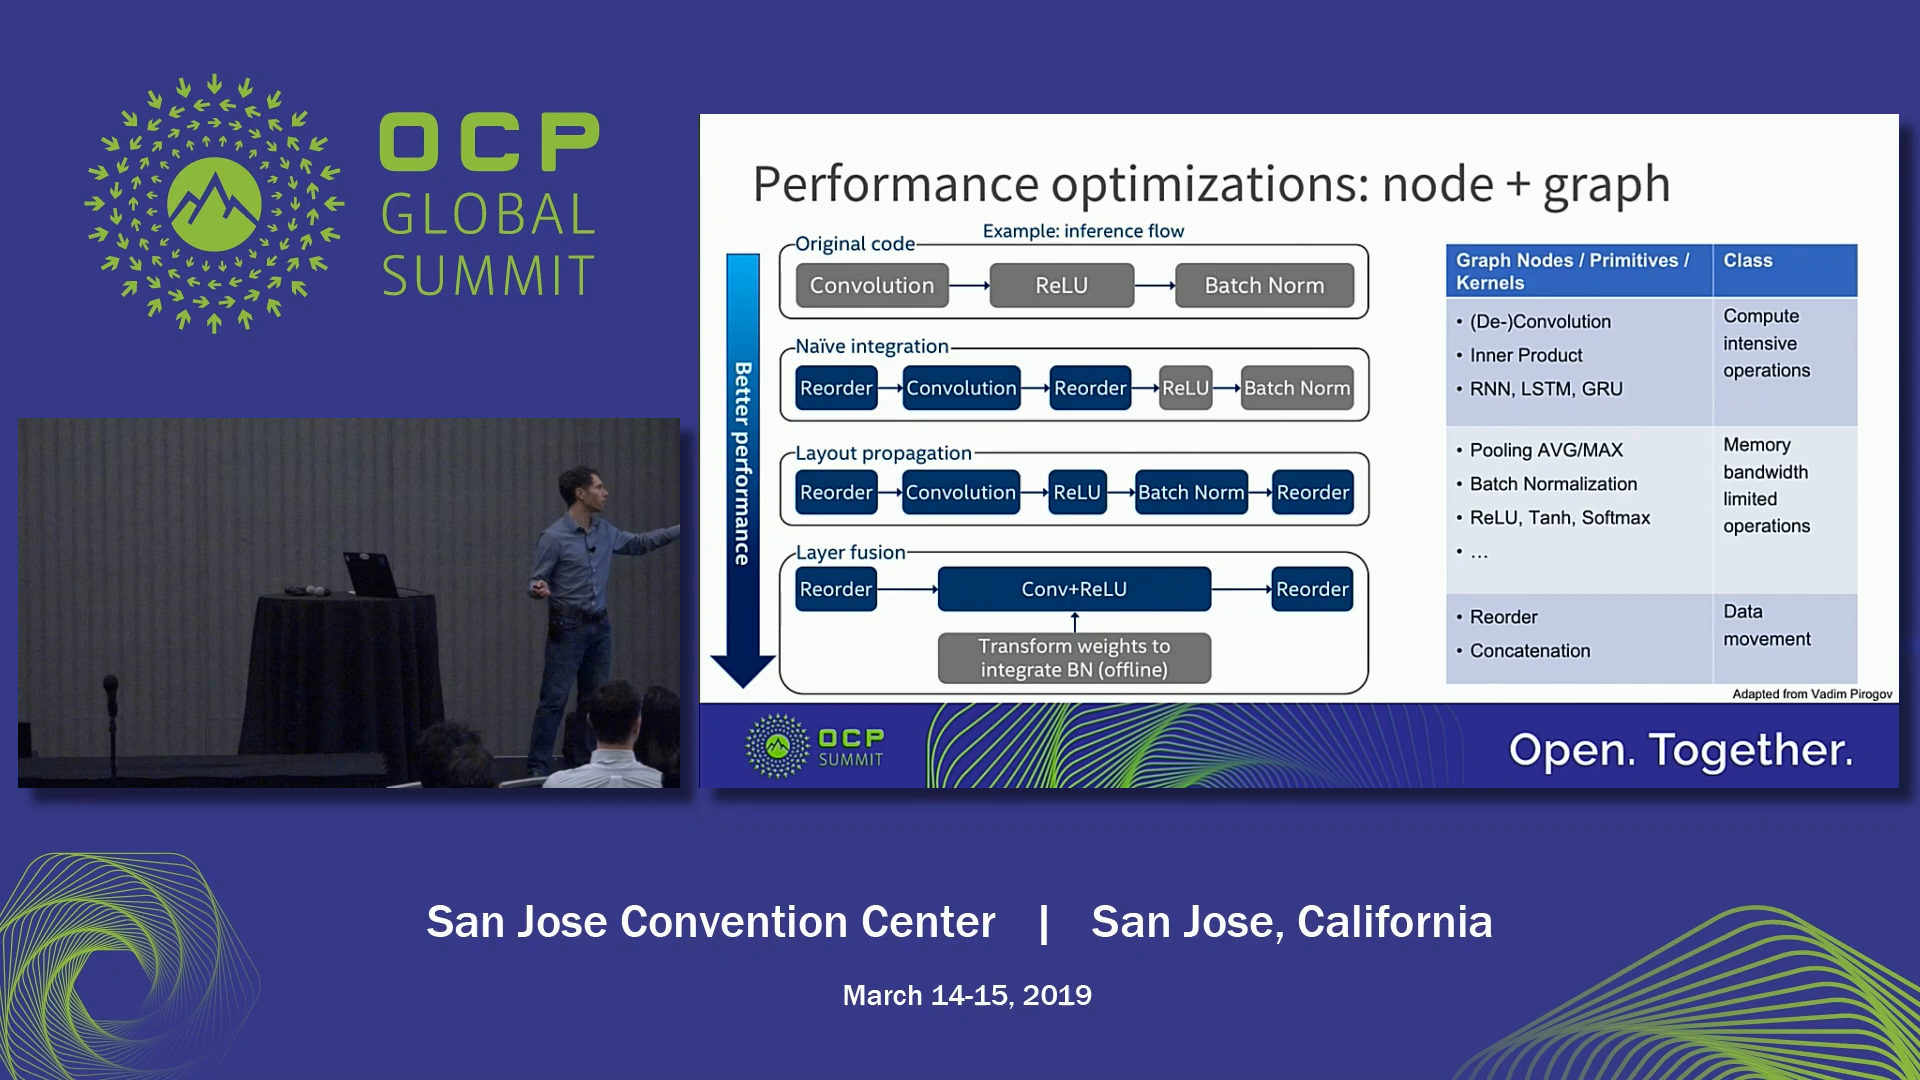 OCP
GLOBAL
SUMMIT
Performance optimizations: node + graph
Example: inference flow
Better performance
Original code
Convolution
ReLU
Batch Norm
Naïve integration
Reorder
Convolution
Reorder
ReLU
Batch Norm
Layout propagation
Reorder
Convolution
ReLU
Batch Norm
Reorder
Layer fusion
Reorder
Conv+ReLU
Reorder
Transform weights to
integrate BN (offline)
Graph Nodes / Primitives /
Kernels
Class
• (De-)Convolution
• Inner Product
• RNN, LSTM, GRU
Compute
intensive
operations
• Pooling AVG/MAX
• Batch Normalization
• ReLU, Tanh, Softmax
• …
Memory
bandwidth
limited
operations
• Reorder
• Concatenation
Data
movement
Adapted from Vadim Pirogov
OCP
SUMMIT
Open. Together.
San Jose Convention Center | San Jose, California
March 14-15, 2019